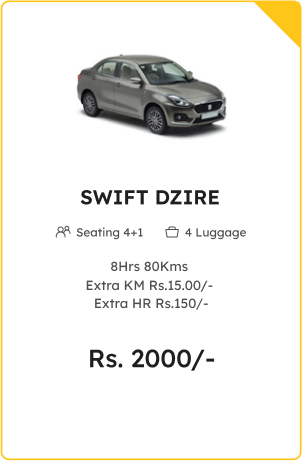 SWIFT DZIRE
Seating 4+1 4 Luggage
8Hrs 80Kms
Extra KM Rs.15.00/-
Extra HR Rs.150/-
Rs. 2000/-